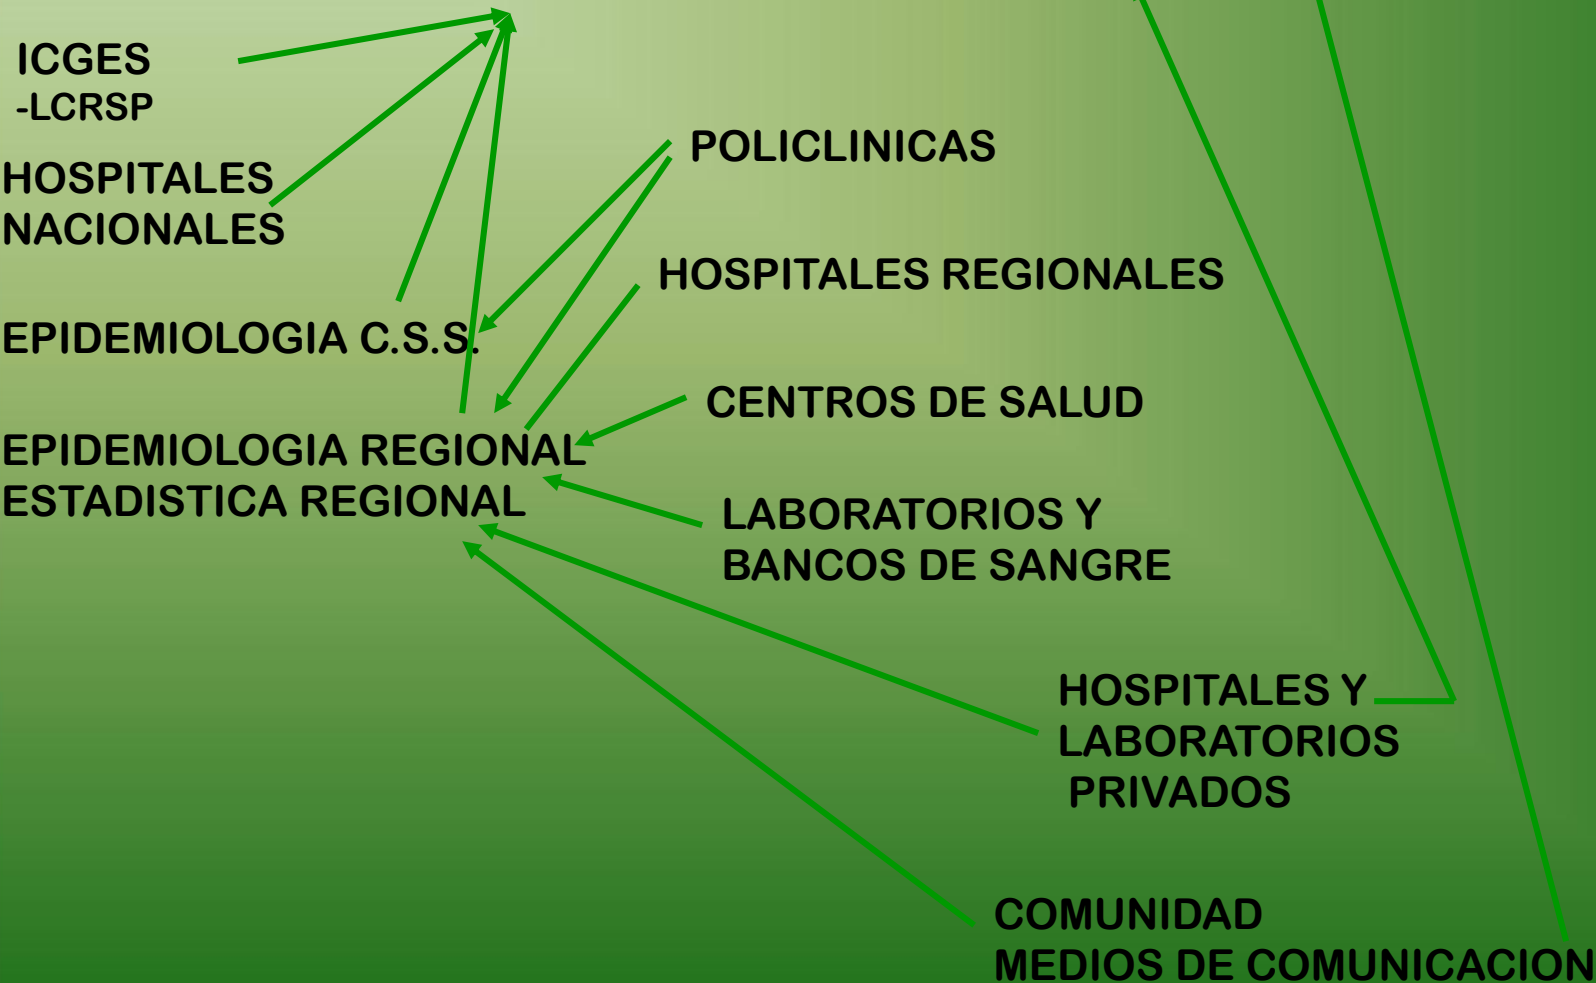 ICGES
-LCRSP
HOSPITALES
NACIONALES
EPIDEMIOLOGIA C.S.S.
EPIDEMIOLOGIA REGIONAL
ESTADISTICA REGIONAL
POLICLINICAS
HOSPITALES REGIONALES
CENTROS DE SALUD
LABORATORIOS Y
BANCOS DE SANGRE
HOSPITALES Y
LABORATORIOS
PRIVADOS
COMUNIDAD
MEDIOS DE COMUNICACION